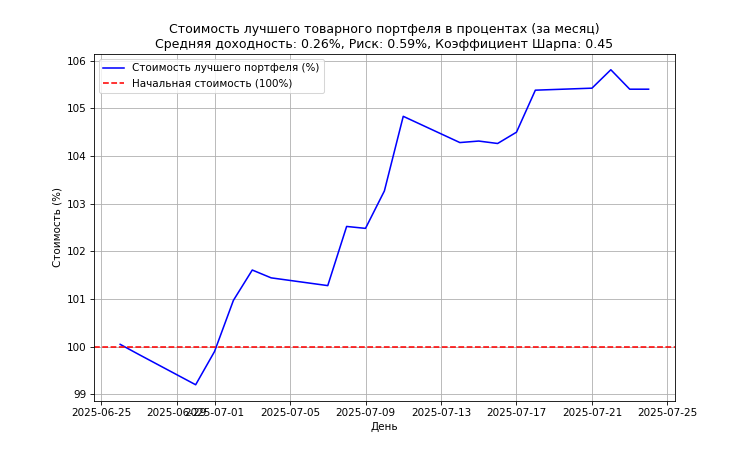 Стоимость лучшего товарного портфеля в процентах (за месяц)
Средняя доходность: 0.26%, Риск: 0.59%, Коэффициент Шарпа: 0.45
Стоимость лучшего портфеля (%)
Начальная стоимость (100%)
Стоимость (%)
106
105
104
103
102
101
100
99
2025-06-25 2025-06-29 2025-07-01 2025-07-05 2025-07-09 2025-07-13 2025-07-17 2025-07-21 2025-07-25
День